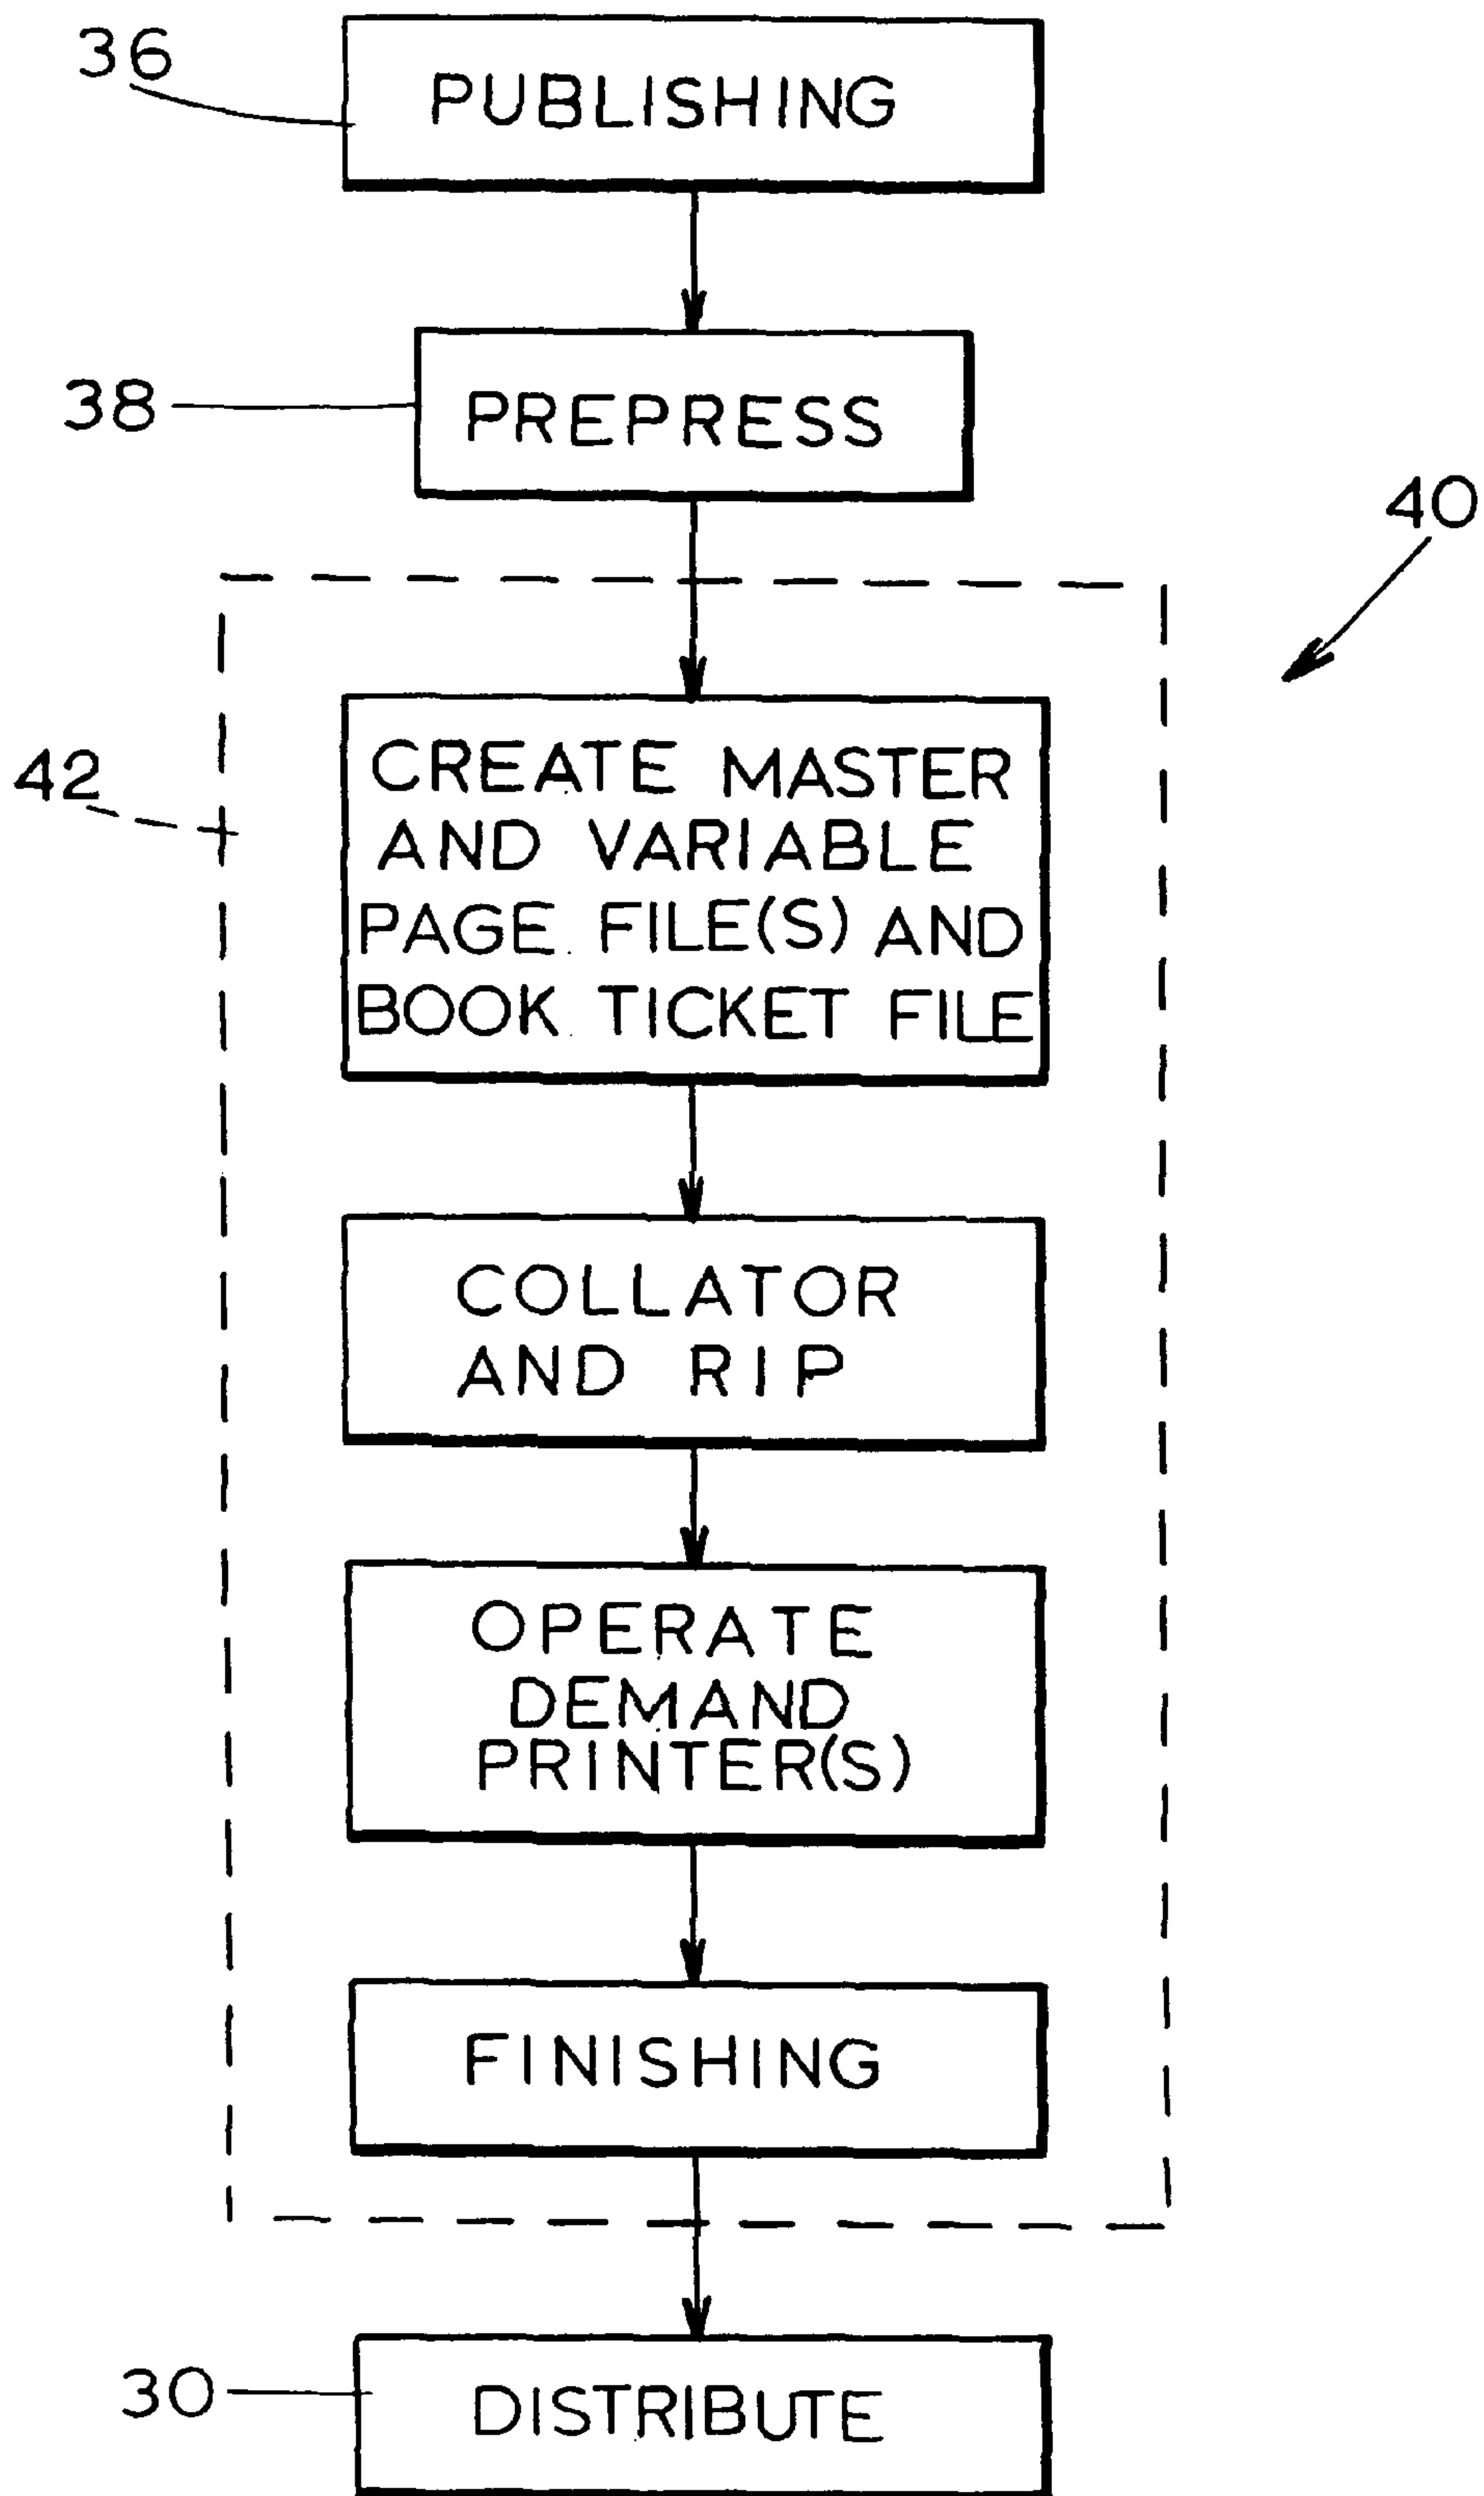 36
PUBLISHING
38
PREPRESS
40
42
CREATE MASTER
AND VARIABLE
PAGE FILE(S) AND
BOOK TICKET FILE
COLLATOR
AND RIP
OPERATE
DEMAND
PRINTER(S)
FINISHING
30
DISTRIBUTE